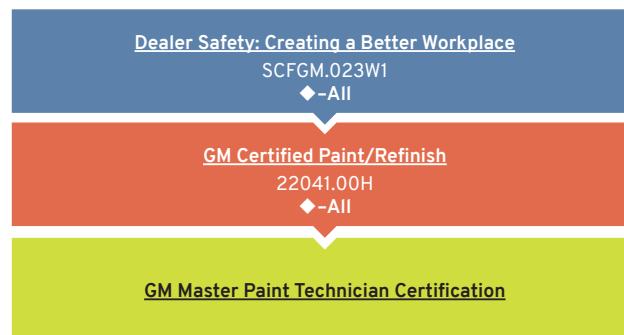 Dealer Safety: Creating a Better Workplace
SCFGM.023W1
◆–All
GM Certified Paint/Refinish
22041.00H
◆–All
GM Master Paint Technician Certification